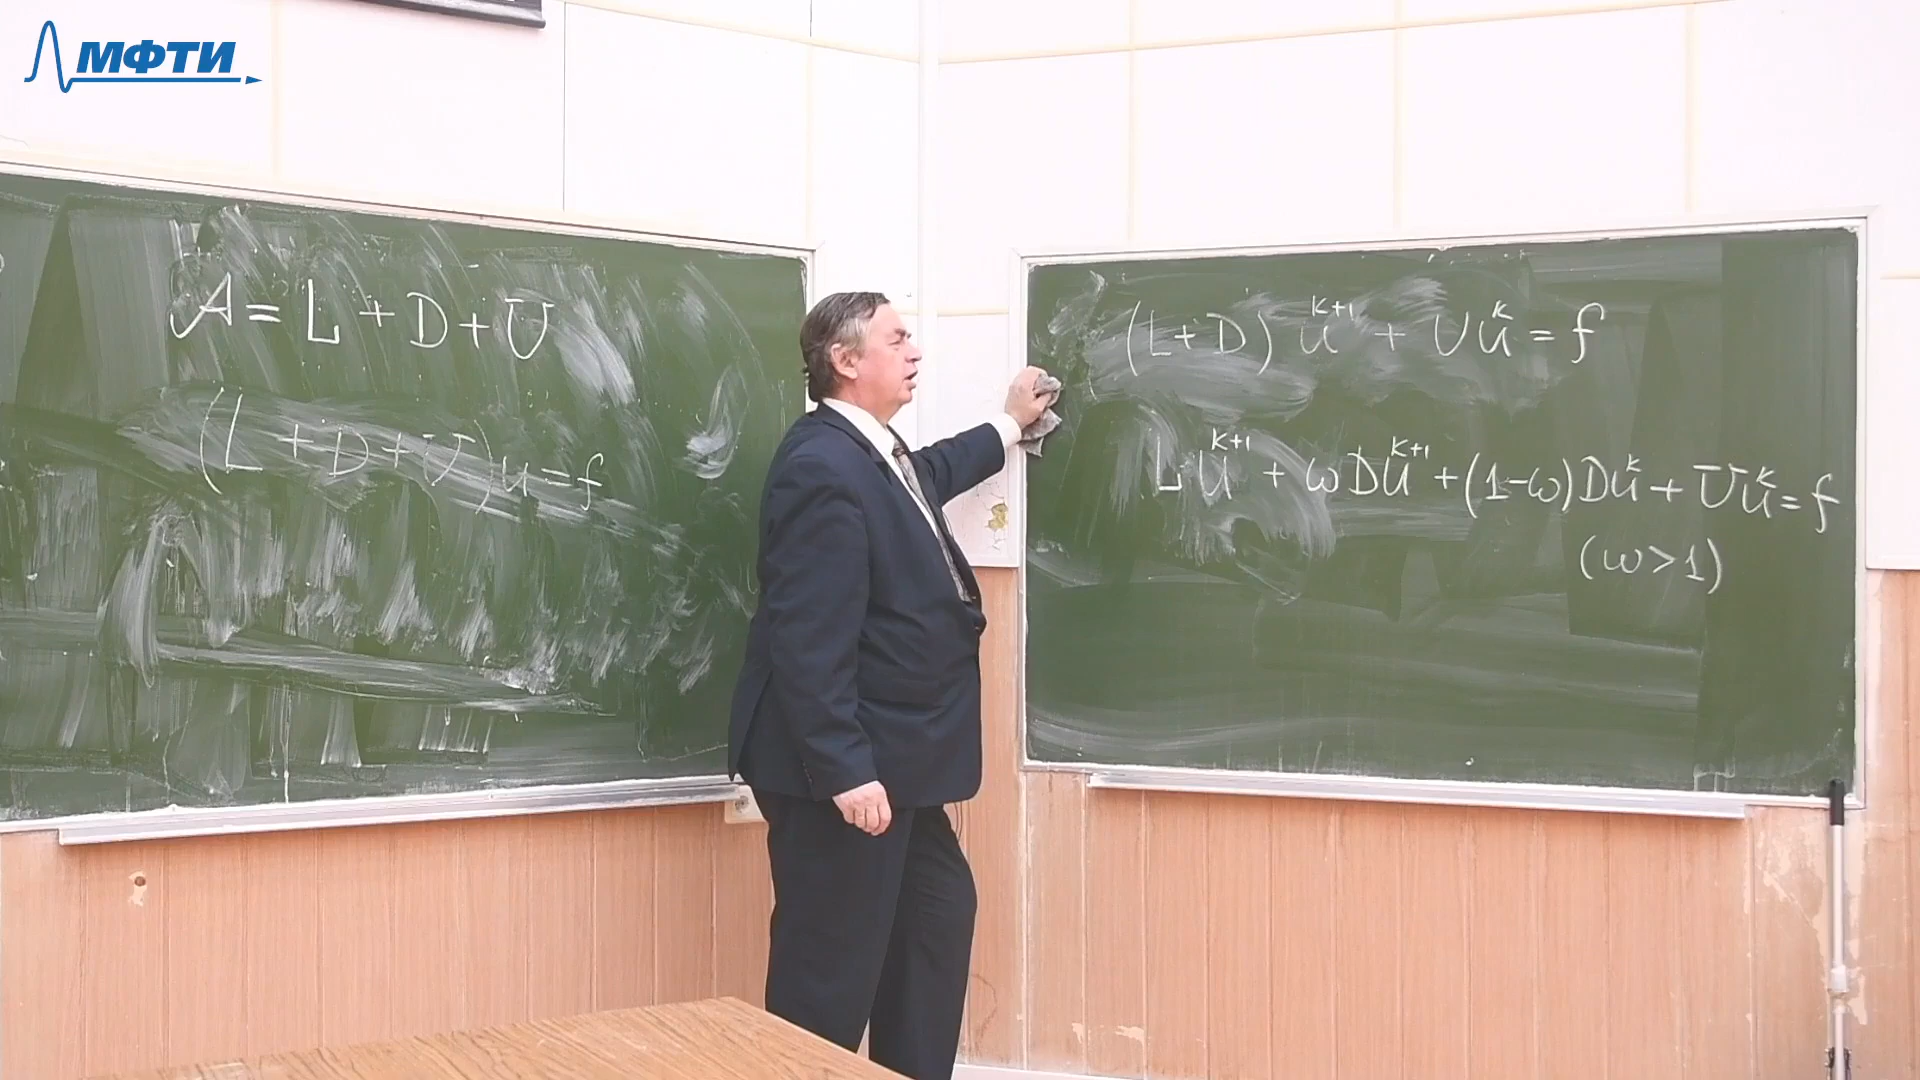 МФТИ
A = L + D + U
(L + D + U)u = f
(L + D) u^{k+1} + U u^k = f
L u^{k+1} + ω D u^{k+1} + (1-ω) D u^k + U u^k = f
(ω > 1)